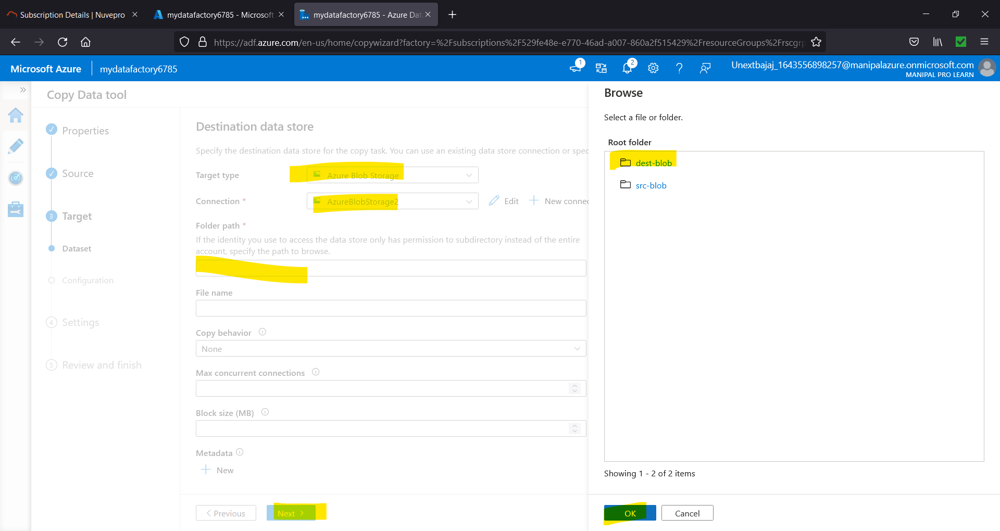 Subscription Details | Nuvepro
mydatafactory6785 - Microsoft
mydatafactory6785 - Azure Dat
https://adf.azure.com/en-us/home/copywizard?factory=%2Fsubscriptions%2F529fe48e-e770-46ad-a007-860a2f515429%2FresourceGroups%2Frscgrp
Microsoft Azure
mydatafactory6785
1
2
Unextbajaj_1643556898257@manipalazure.onmicrosoft.com
MANIPAL PRO LEARN
Copy Data tool
Properties
Source
3 Target
Dataset
Configuration
4 Settings
5 Review and finish
Destination data store
Specify the destination data store for the copy task. You can use an existing data store connection or spec
Target type
Azure Blob Storage
Connection *
AzureBlobStorage2
Edit
New connec
Folder path *
If the identity you use to access the data store only has permission to subdirectory instead of the entire
account, specify the path to browse.
File name
Copy behavior
None
Max concurrent connections
Block size (MB)
Metadata
New
Previous
Next
Browse
Select a file or folder.
Root folder
dest-blob
src-blob
Showing 1 - 2 of 2 items
OK
Cancel